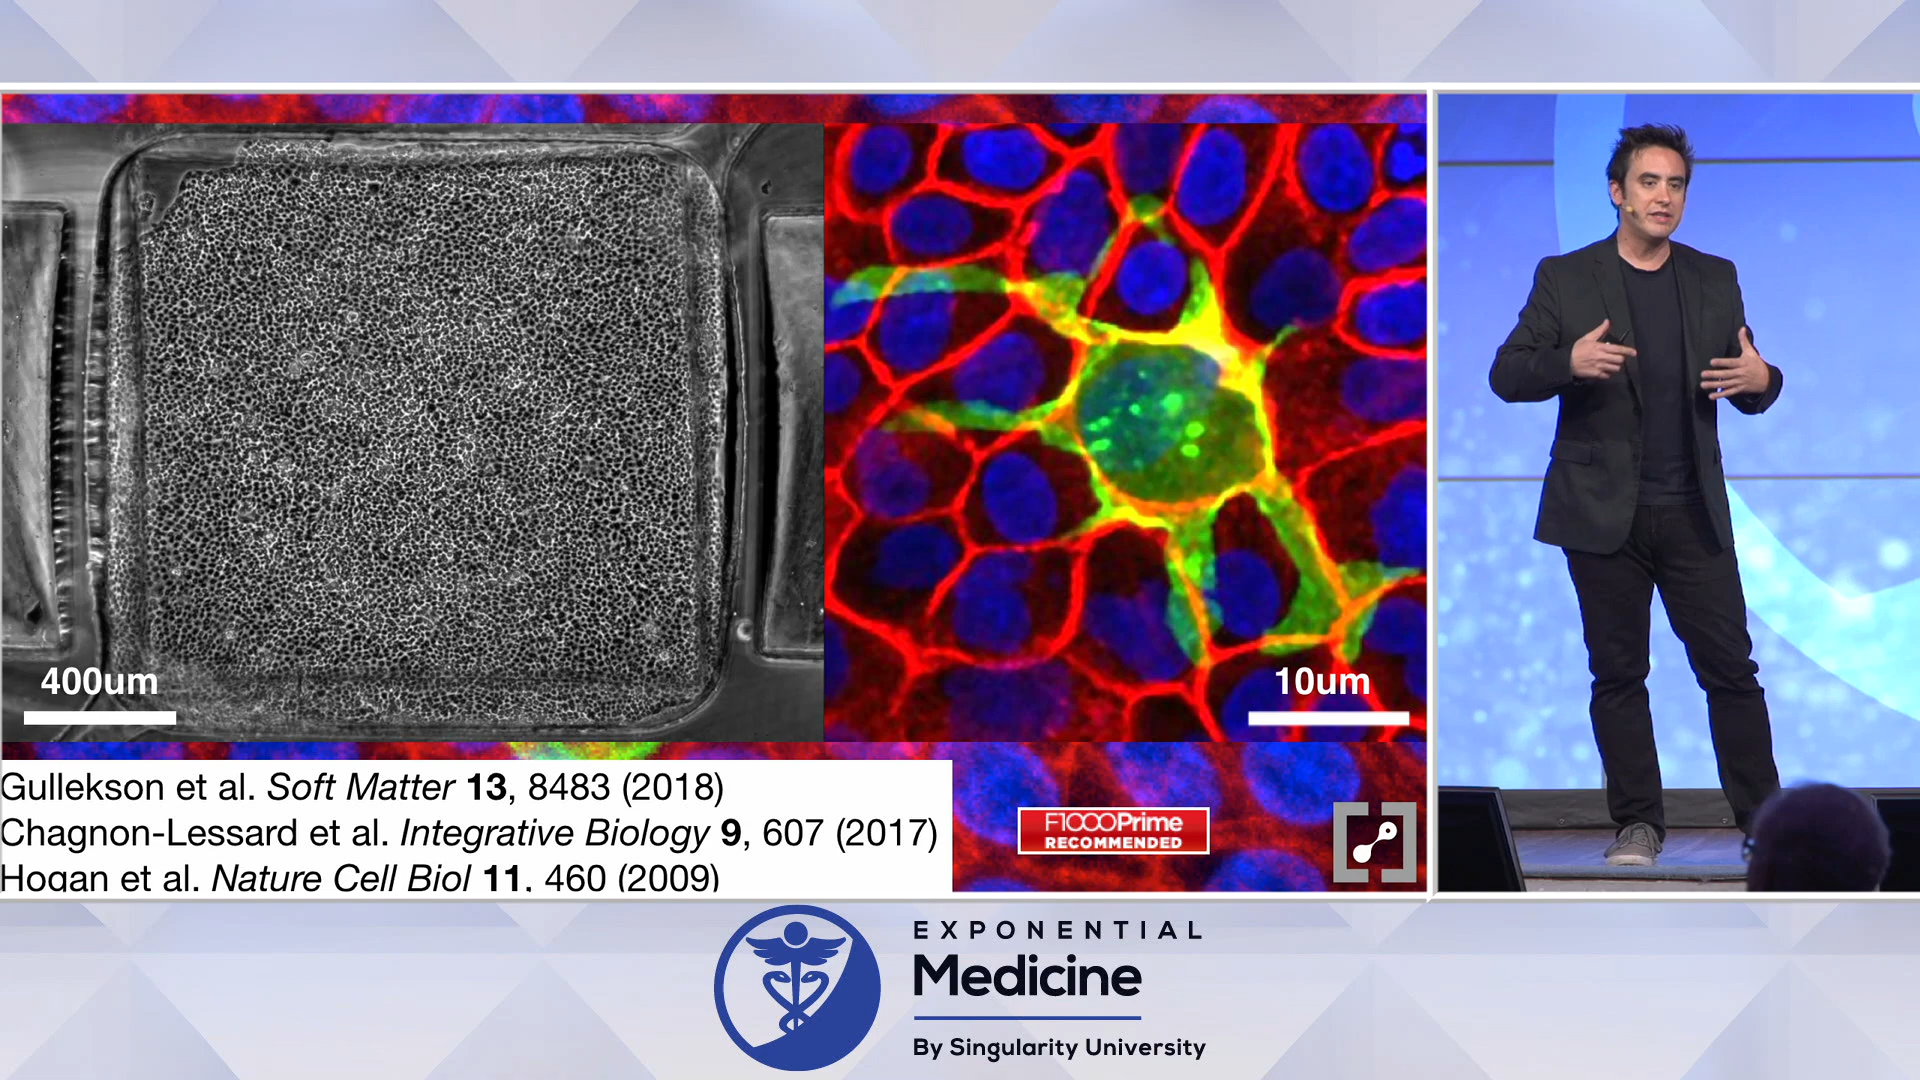 400um
10um
Gullekson et al. Soft Matter 13, 8483 (2018)
Chagnon-Lessard et al. Integrative Biology 9, 607 (2017)
Hogan et al. Nature Cell Biol 11, 460 (2009)
F1000Prime
RECOMMENDED
EXPONENTIAL
Medicine
By Singularity University